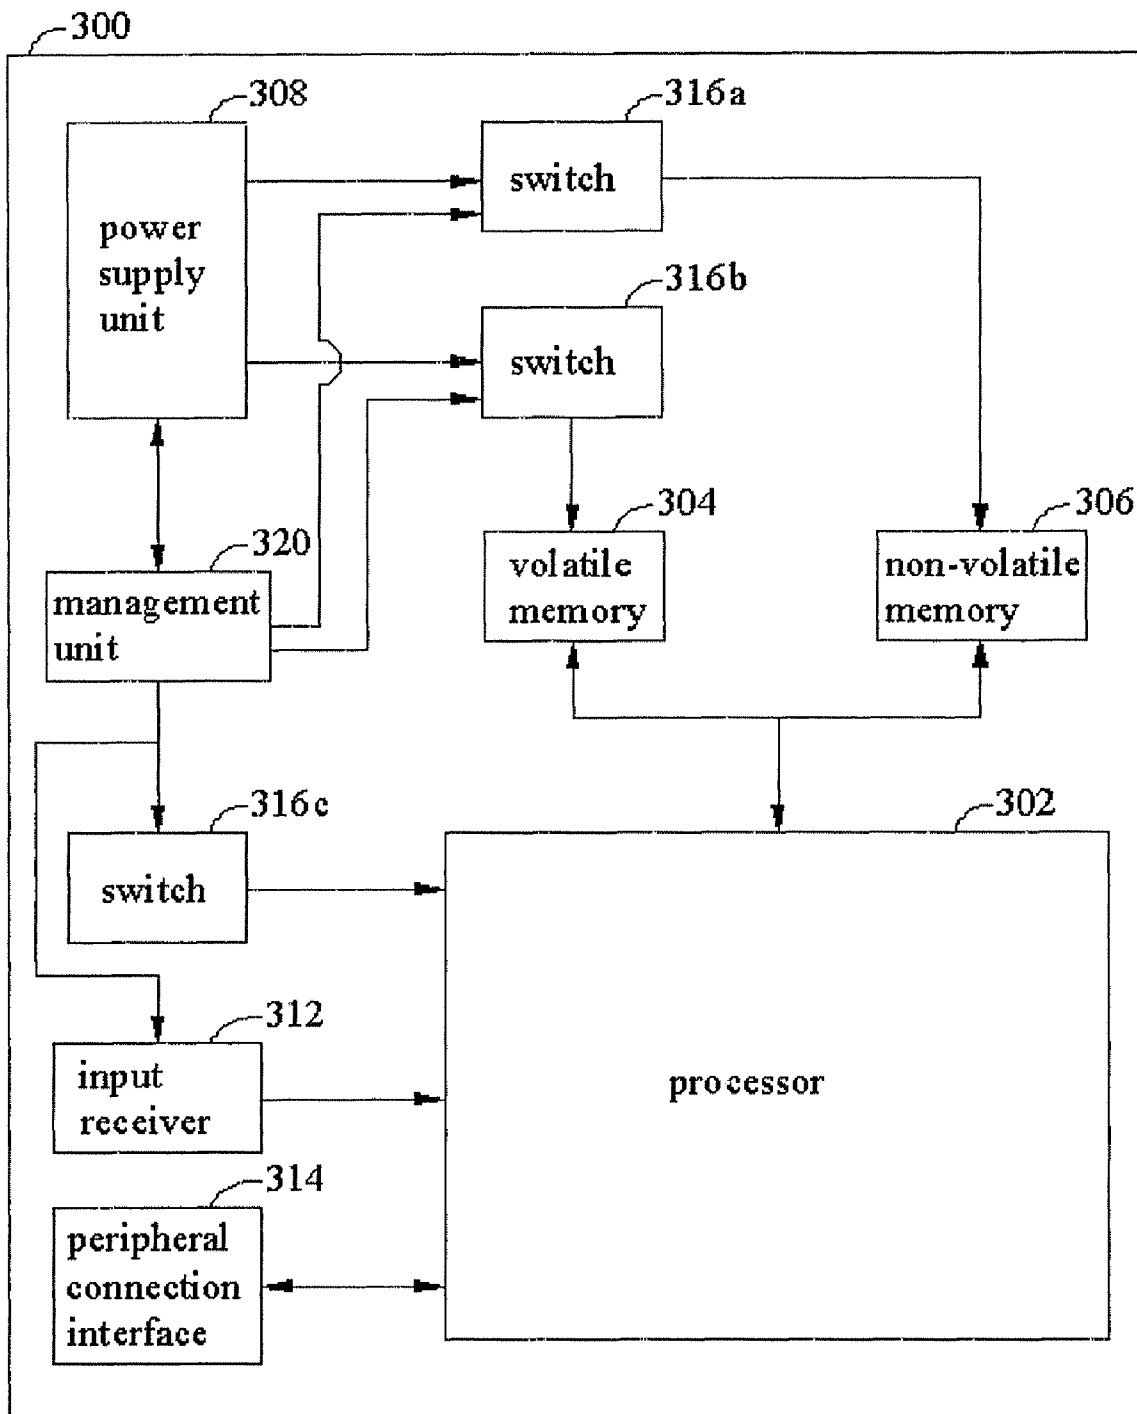 300
308
316a
power
supply
unit
switch
316b
switch
304
306
320
volatile
memory
non-volatile
memory
management
unit
316c
302
switch
312
input
receiver
processor
314
peripheral
connection
interface